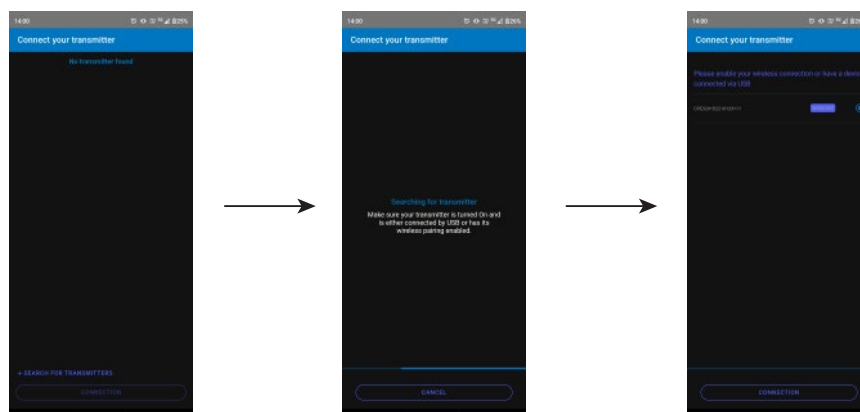 14:00
25%
Connect your transmitter
No transmitter found
+ SEARCH FOR TRANSMITTERS
CONNECTION
14:00
26%
Connect your transmitter
Searching for transmitter
Make sure your transmitter is turned On and
is either connected by USB or has its
wireless pairing enabled.
CANCEL
14:00
Connect your transmitter
Please enable your wireless connection or have a
connected via USB
CONNECTION